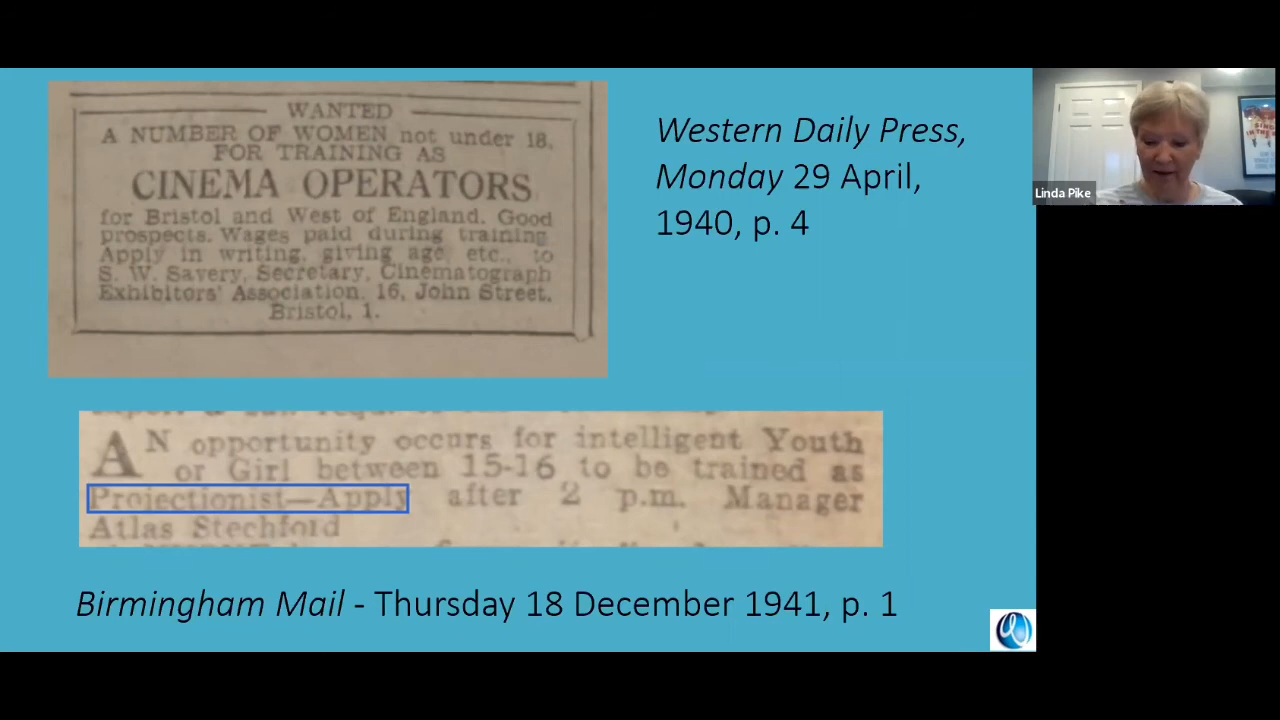 WANTED
A NUMBER OF WOMEN not under 18,
FOR TRAINING AS
CINEMA OPERATORS
for Bristol and West of England. Good
prospects. Wages paid during training
Apply in writing, giving age, etc., to
S. W. Savery, Secretary, Cinematograph
Exhibitors' Association, 16, John Street,
Bristol, 1.
Western Daily Press,
Monday 29 April,
1940, p. 4
Linda Pike
AN opportunity occurs for intelligent Youth
or Girl between 15-16 to be trained as
Projectionist—Apply after 2 p.m. Manager
Atlas Stechford
Birmingham Mail - Thursday 18 December 1941, p. 1